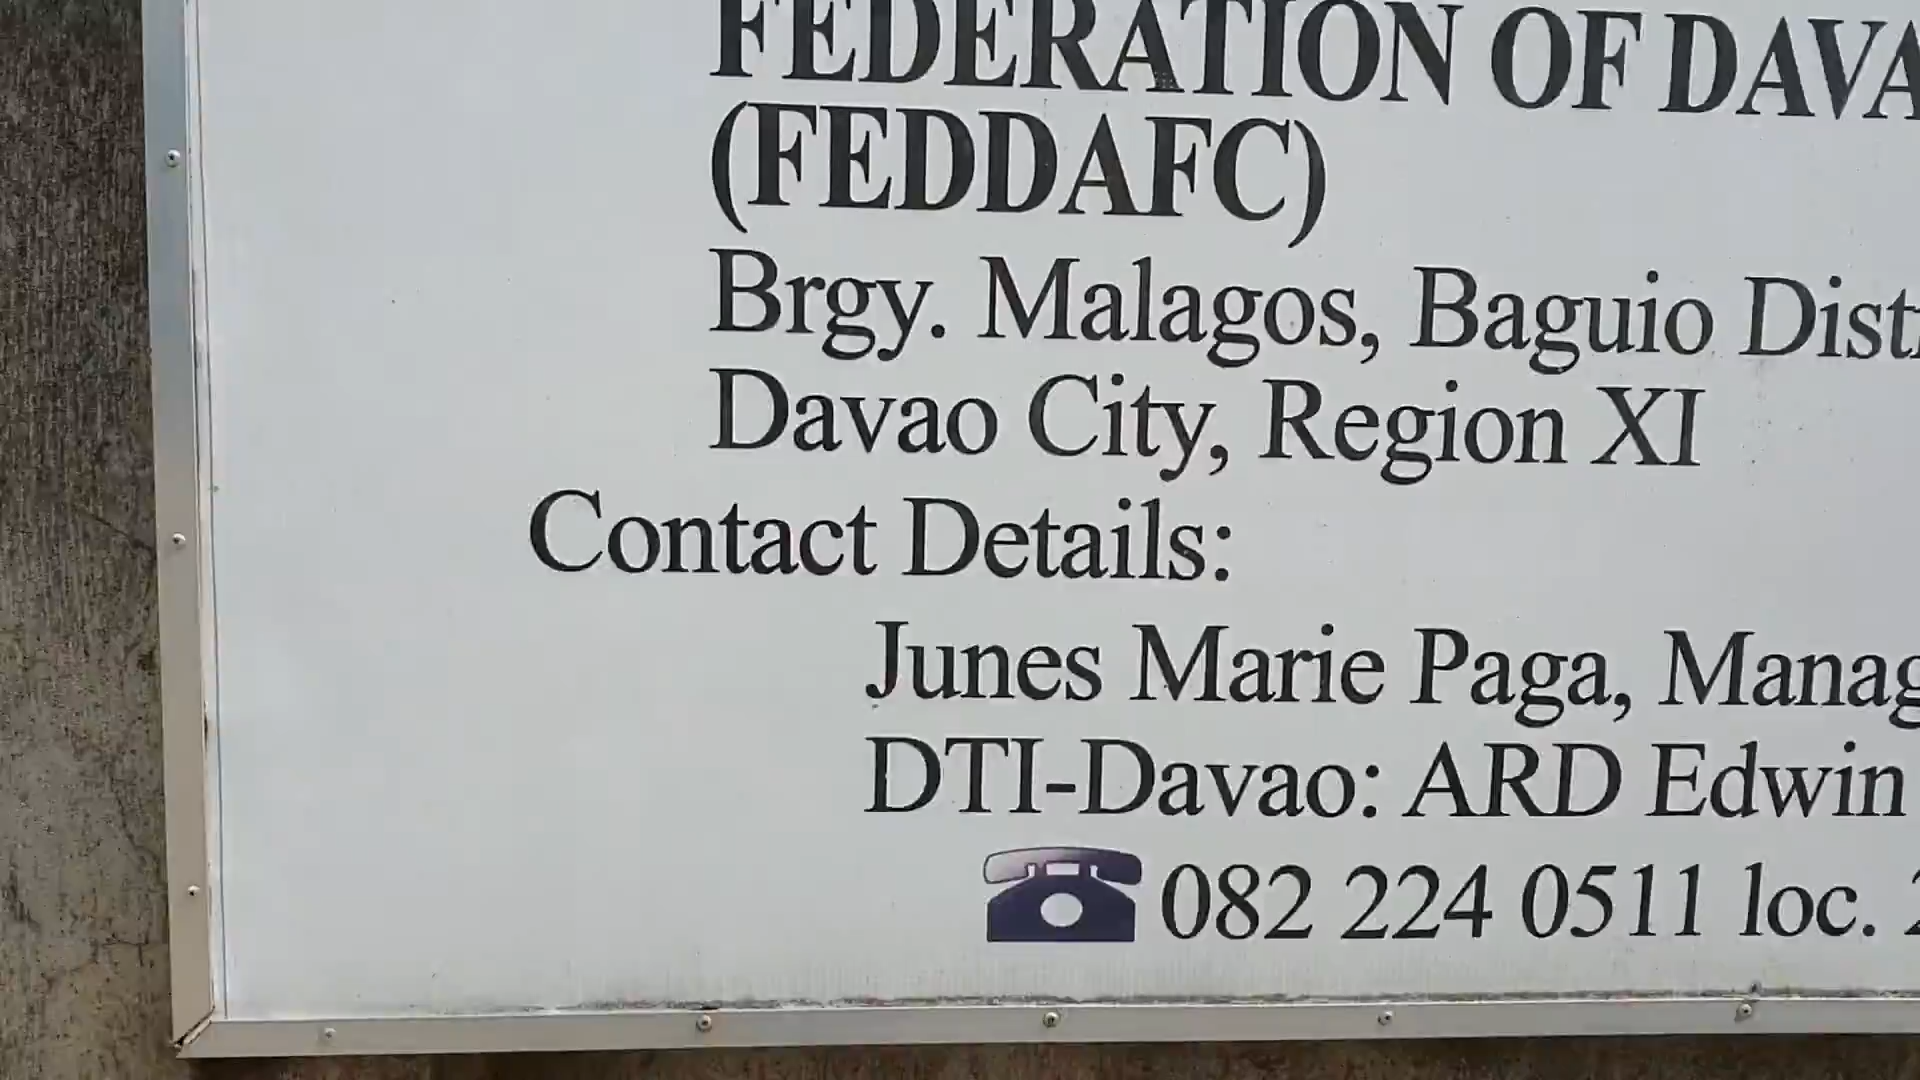 FEDERATION OF DAVA
(FEDDAFC)
Brgy. Malagos, Baguio Dist
Davao City, Region XI
Contact Details:
Junes Marie Paga, Manag
DTI-Davao: ARD Edwin
082 224 0511 loc.